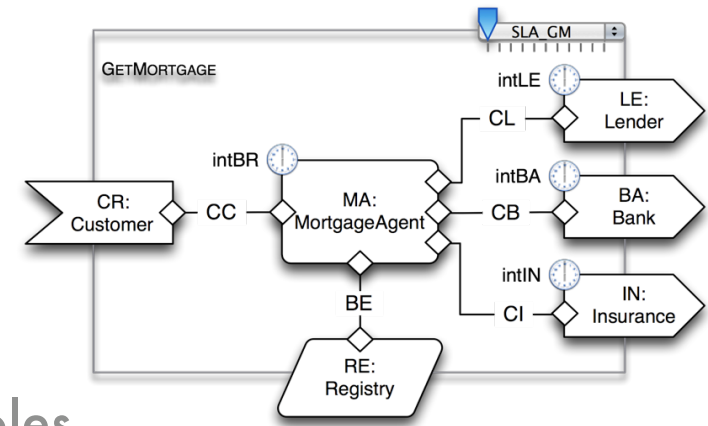 SLA_GM
GETMORTGAGE
intLE
LE:
Lender
CL
intBR
MA:
MortgageAgent
intBA
BA:
Bank
CB
CR:
Customer
CC
intIN
IN:
Insurance
CI
BE
RE:
Registry